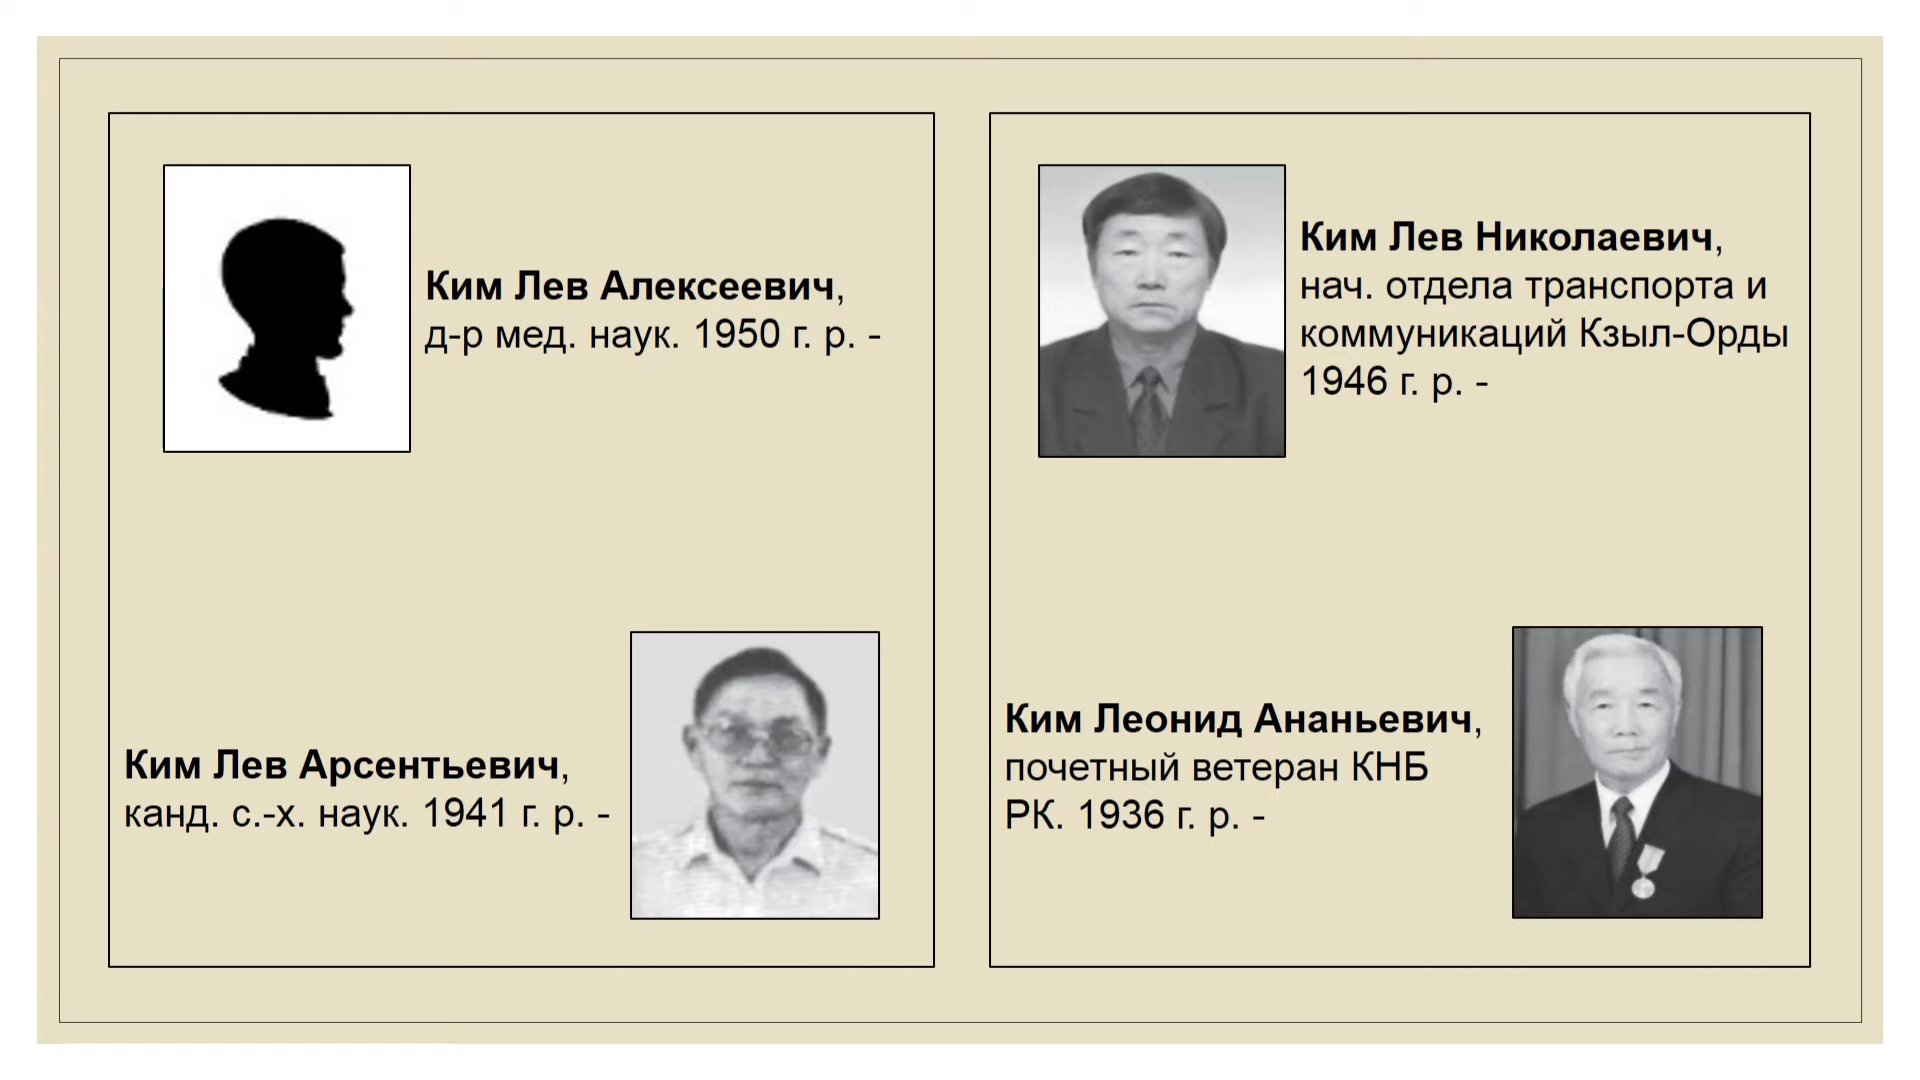 Ким Лев Алексеевич,
д-р мед. наук. 1950 г. р. -
Ким Лев Арсентьевич,
канд. с.-х. наук. 1941 г. р. -
Ким Лев Николаевич,
нач. отдела транспорта и
коммуникаций Кзыл-Орды
1946 г. р. -
Ким Леонид Ананьевич,
почетный ветеран КНБ
РК. 1936 г. р. -